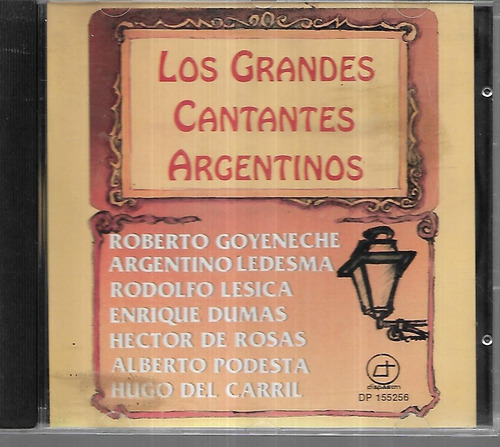 LOS GRANDES
CANTANTES
ARGENTINOS
ROBERTO GOYENECHE
ARGENTINO LEDESMA
RODOLFO LESICA
ENRIQUE DUMAS
HECTOR DE ROSAS
ALBERTO PODESTA
HUGO DEL CARRIL
diapason
DP 155256